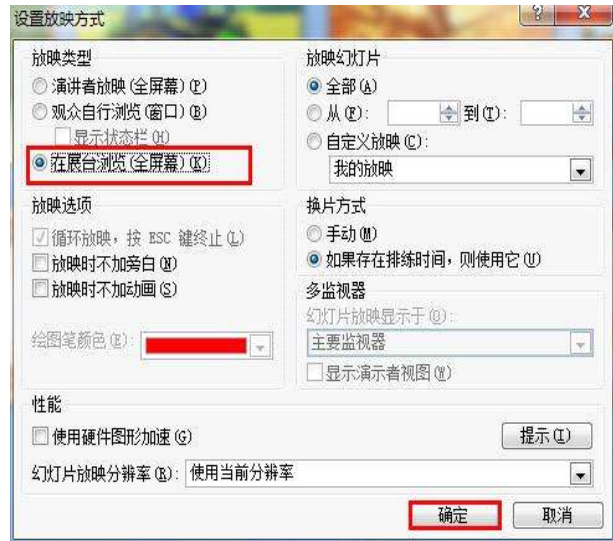 设置放映方式
放映类型
演讲者放映(全屏幕)(P)
观众自行浏览(窗口)(B)
显示状态栏(H)
在展台浏览(全屏幕)(K)
放映选项
循环放映，按 ESC 键终止(L)
放映时不加旁白(N)
放映时不加动画(S)
绘图笔颜色(E):
放映幻灯片
全部(A)
从(F): 到(T):
自定义放映(C):
我的放映
换片方式
手动(M)
如果存在排练时间，则使用它(U)
多监视器
幻灯片放映显示于(O):
主要监视器
显示演示者视图(W)
性能
使用硬件图形加速(G)
提示(I)
幻灯片放映分辨率(R): 使用当前分辨率
确定 取消